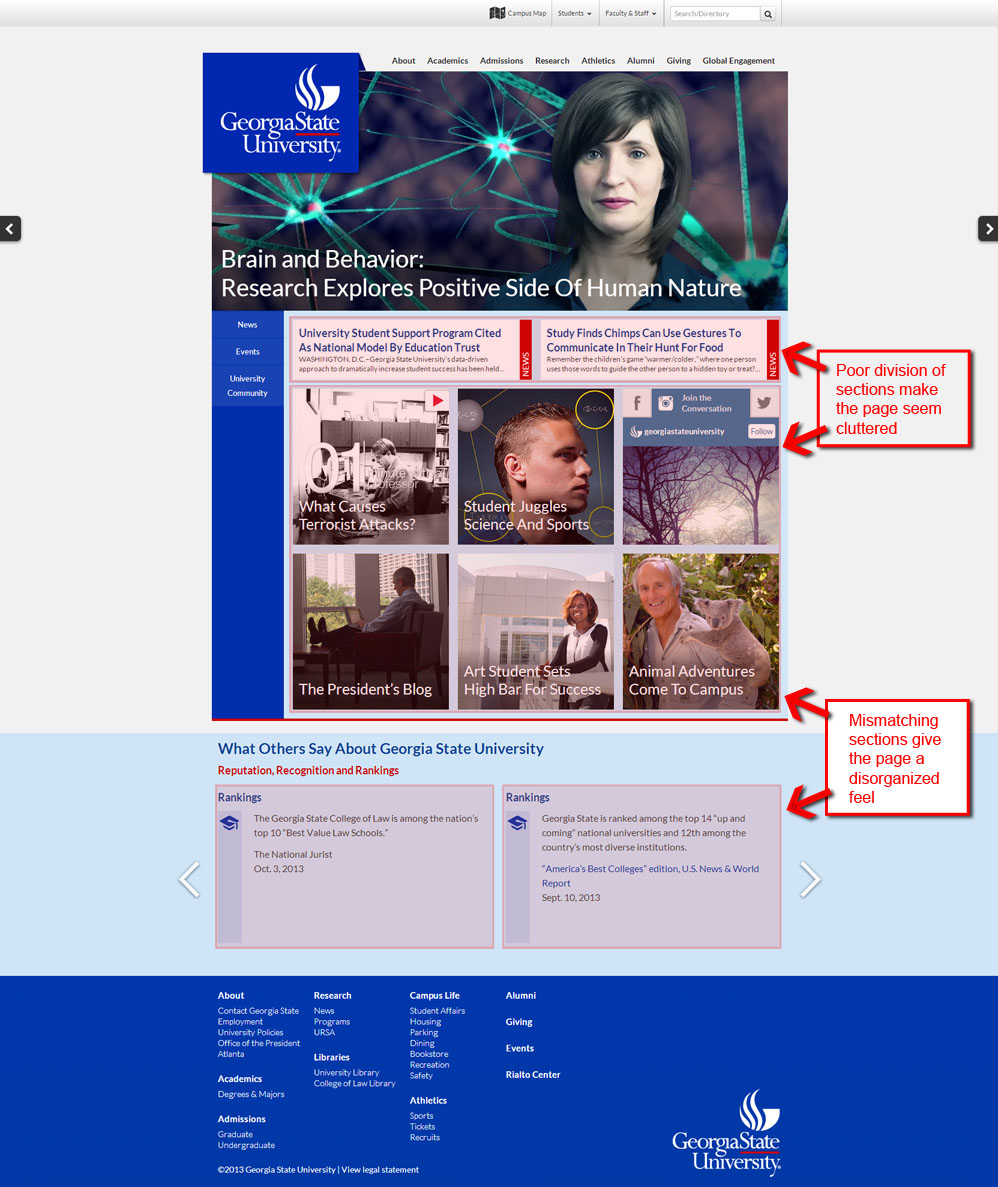 Campus Map
Students
Faculty & Staff
Search/Directory
About Academics Admissions Research Athletics Alumni Giving Global Engagement
GeorgiaState
University
Brain and Behavior:
Research Explores Positive Side Of Human Nature
News
Events
University
Community
University Student Support Program Cited
As National Model By Education Trust
WASHINGTON, D.C.–Georgia State University's data-driven
approach to dramatically increase student success has been held...
NEWS
Study Finds Chimps Can Use Gestures To
Communicate In Their Hunt For Food
Remember the children's game "warmer/colder," where one person
uses those words to guide the other person to a hidden toy or treat?...
NEWS
Poor division of
sections make
the page seem
cluttered
01
Professor
What Causes
Terrorist Attacks?
Student Juggles
Science And Sports
Join the
Conversation
georgiastateuniversity
Follow
The President's Blog
Art Student Sets
High Bar For Success
Animal Adventures
Come To Campus
Mismatching
sections give
the page a
disorganized
feel
What Others Say About Georgia State University
Reputation, Recognition and Rankings
Rankings
The Georgia State College of Law is among the nation's
top 10 "Best Value Law Schools."
The National Jurist
Oct. 3, 2013
Rankings
Georgia State is ranked among the top 14 "up and
coming" national universities and 12th among the
country's most diverse institutions.
"America's Best Colleges" edition, U.S. News & World
Report
Sept. 10, 2013
About
Contact Georgia State
Employment
University Policies
Office of the President
Atlanta
Academics
Degrees & Majors
Admissions
Graduate
Undergraduate
Research
News
Programs
URSA
Libraries
University Library
College of Law Library
Campus Life
Student Affairs
Housing
Parking
Dining
Bookstore
Recreation
Safety
Athletics
Sports
Tickets
Recruits
Alumni
Giving
Events
Rialto Center
GeorgiaState
University
©2013 Georgia State University | View legal statement